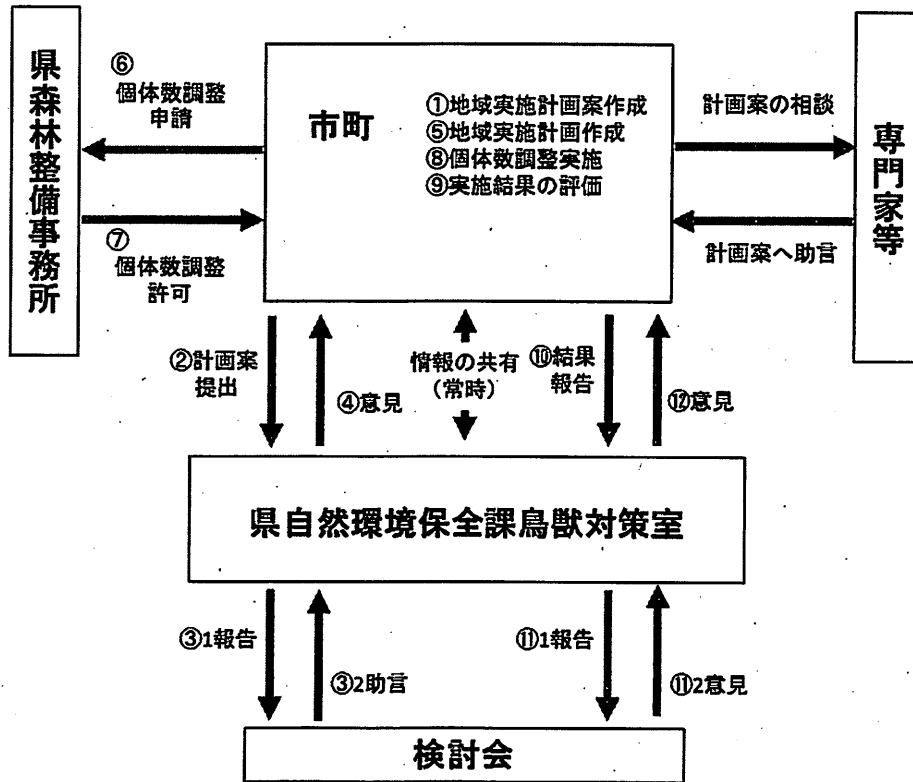 県森林整備事務所
⑥
個体数調整
申請
⑦
個体数調整
許可
市町
①地域実施計画案作成
⑤地域実施計画作成
⑧個体数調整実施
⑨実施結果の評価
計画案の相談
計画案へ助言
専門家等
②計画案
提出
④意見
情報の共有
(常時)
⑩結果
報告
⑫意見
県自然環境保全課鳥獣対策室
③1報告
③2助言
⑪1報告
⑪2意見
検討会